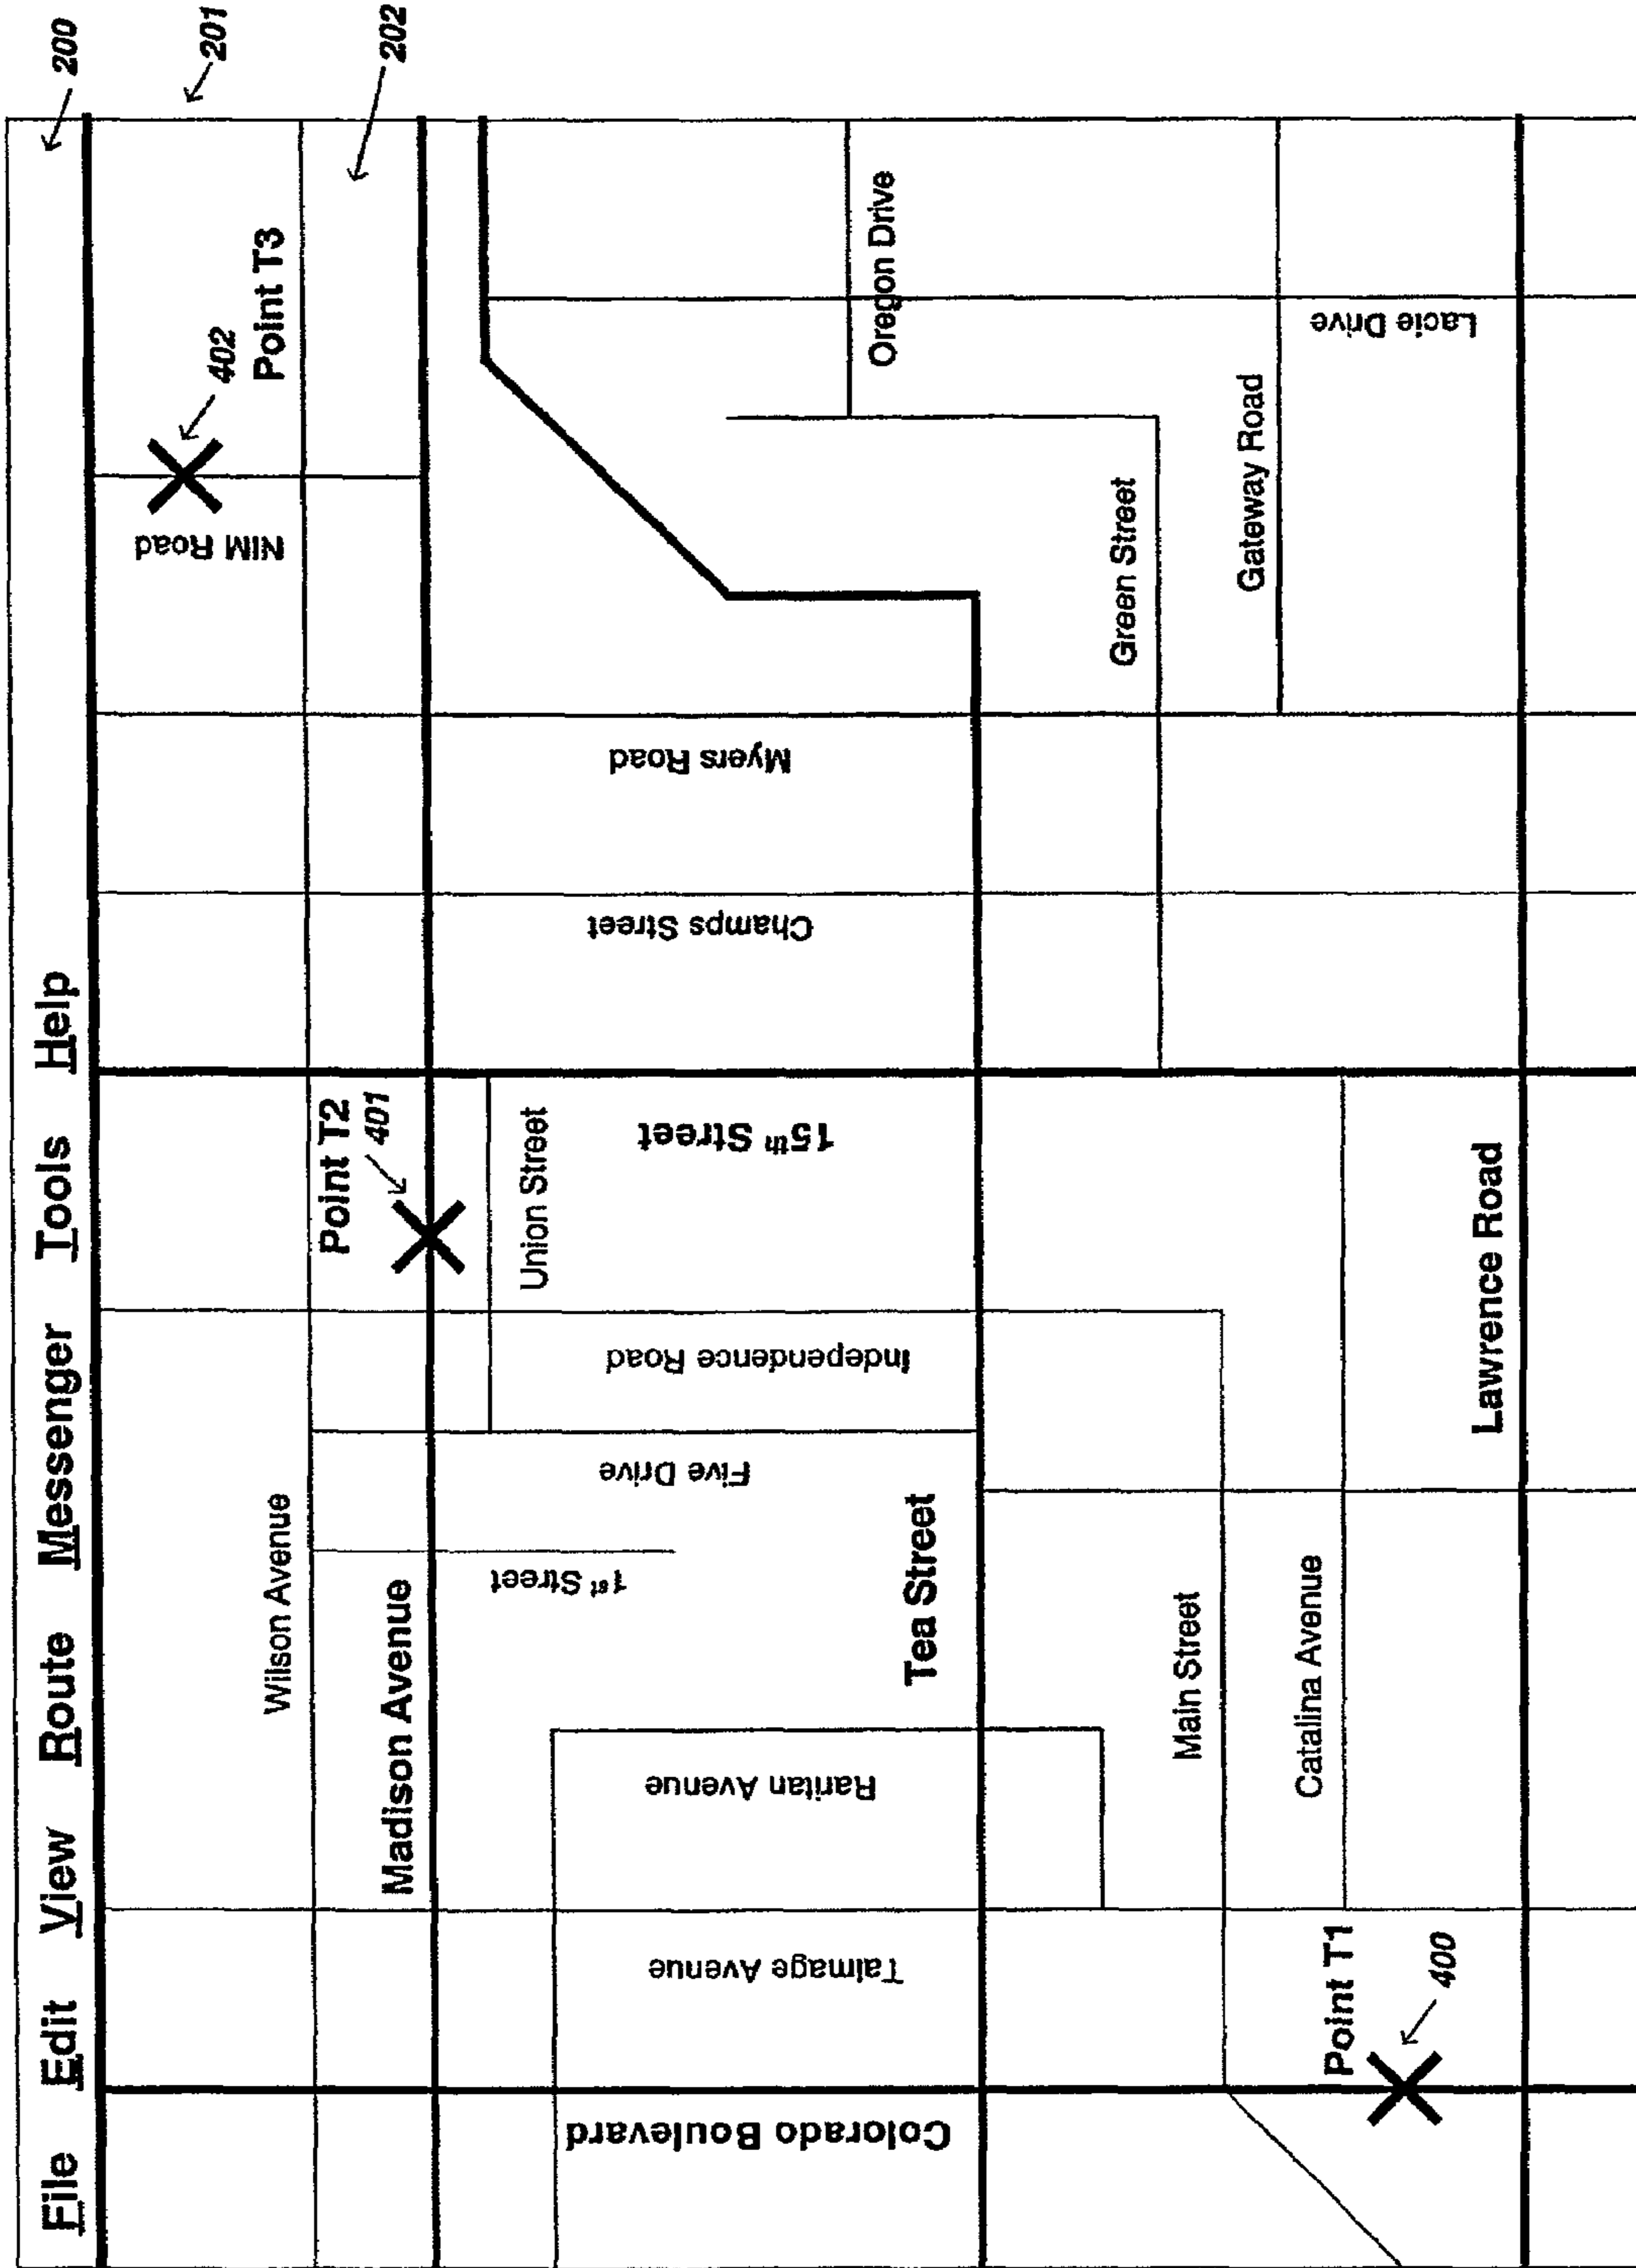 File Edit View Route Messenger Tools Help
200
201
202
NIM Road
402
Point T3
Wilson Avenue
Point T2
401
Madison Avenue
Union Street
1st Street
Five Drive
Independence Road
15th Street
Champs Street
Myers Road
Oregon Drive
Colorado Boulevard
Talmage Avenue
Raritan Avenue
Tea Street
Green Street
Main Street
Gateway Road
Catalina Avenue
Lacie Drive
Point T1
400
Lawrence Road